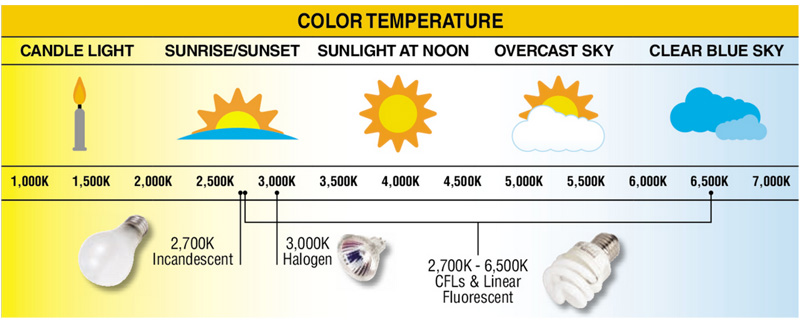 COLOR TEMPERATURE
CANDLE LIGHT SUNRISE/SUNSET SUNLIGHT AT NOON OVERCAST SKY CLEAR BLUE SKY
1,000K 1,500K 2,000K 2,500K 3,000K 3,500K 4,000K 4,500K 5,000K 5,500K 6,000K 6,500K 7,000K
2,700K
Incandescent
3,000K
Halogen
2,700K - 6,500K
CFLs & Linear
Fluorescent